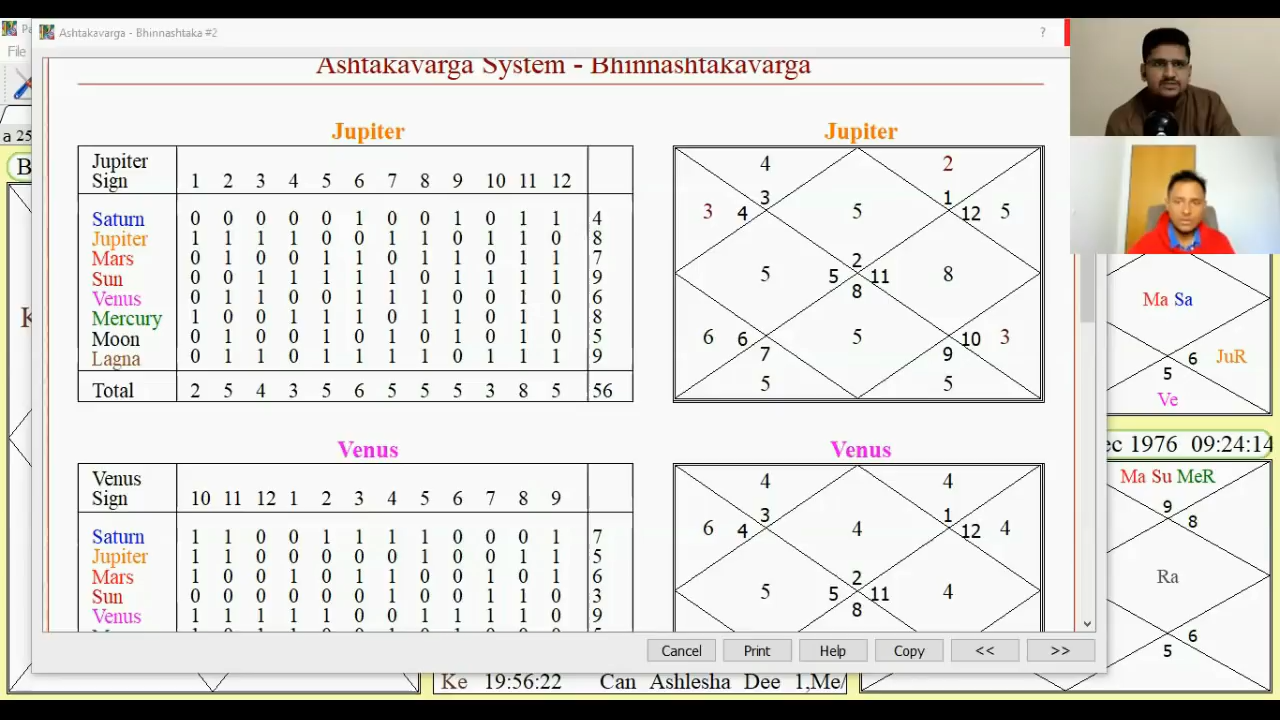 Ashtakavarga - Bhinnashtaka #2
?
File
a 25
B
K
Ashtakavarga System - Bhinnashtakavarga
Jupiter
Jupiter
Sign 1 2 3 4 5 6 7 8 9 10 11 12
Saturn 0 0 0 0 0 1 0 0 1 0 1 1 4
Jupiter 1 1 1 1 0 0 1 1 0 1 1 0 8
Mars 0 1 0 0 1 1 0 1 1 0 1 1 7
Sun 0 0 1 1 1 1 1 1 0 1 1 1 9
Venus 0 1 1 0 0 1 1 1 0 0 1 0 6
Mercury 1 0 0 1 1 1 0 1 1 0 1 1 8
Moon 0 1 0 0 1 0 1 0 1 0 1 0 5
Lagna 0 1 1 0 1 1 1 1 0 1 1 1 9
Total 2 5 4 3 5 6 5 5 5 3 8 5 56
Jupiter
4 2
3 4 3 5 1 12 5
5 5 2 11 8
8
6 6 7 5 10 9 3
5 5
Venus
Venus
Sign 10 11 12 1 2 3 4 5 6 7 8 9
Saturn 1 1 0 0 1 1 1 1 0 0 0 1 7
Jupiter 1 1 0 0 0 0 0 1 0 0 1 1 5
Mars 1 0 0 1 0 1 1 0 0 1 0 1 6
Sun 0 0 0 0 0 0 1 0 0 1 1 0 3
Venus 1 1 1 1 1 0 0 1 1 1 1 0 9
Venus
4 4
6 4 3 4 1 12 4
5 5 2 11 4
8
Cancel Print Help Copy << >>
Ma Sa
6 JuR
5
Ve
ec 1976 09:24:14
Ma Su MeR
9
8
Ra
6
5
Ke 19:56:22 Can Ashlesha Dee 1,Me/